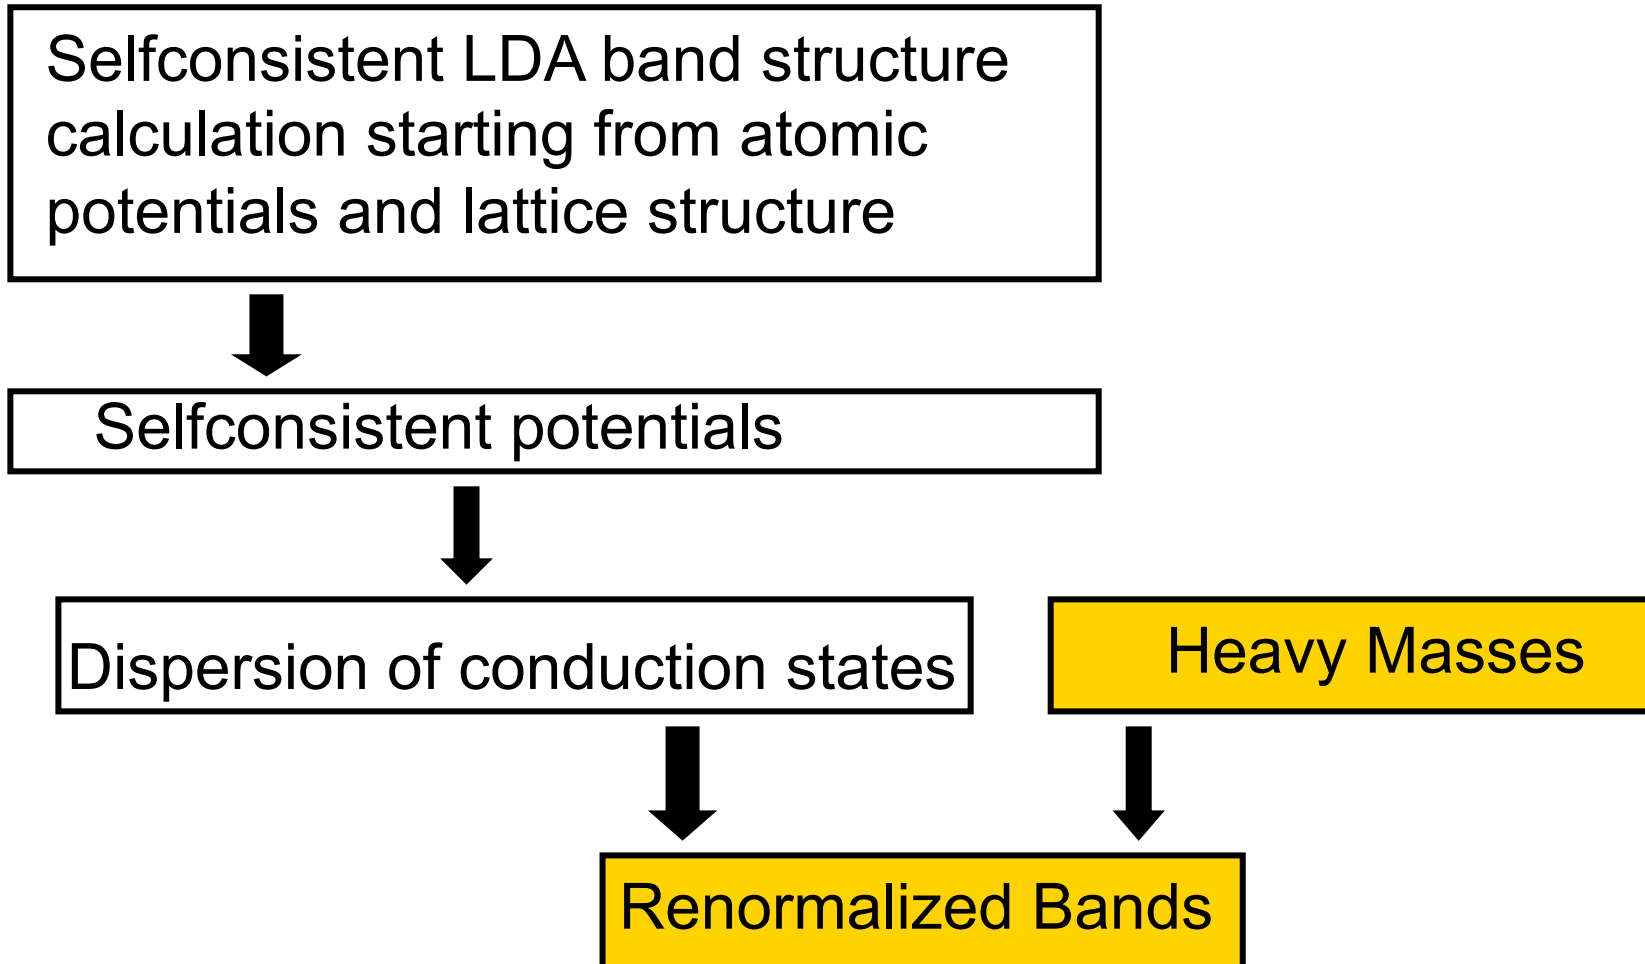 Selfconsistent LDA band structure
calculation starting from atomic
potentials and lattice structure
Selfconsistent potentials
Dispersion of conduction states
Heavy Masses
Renormalized Bands